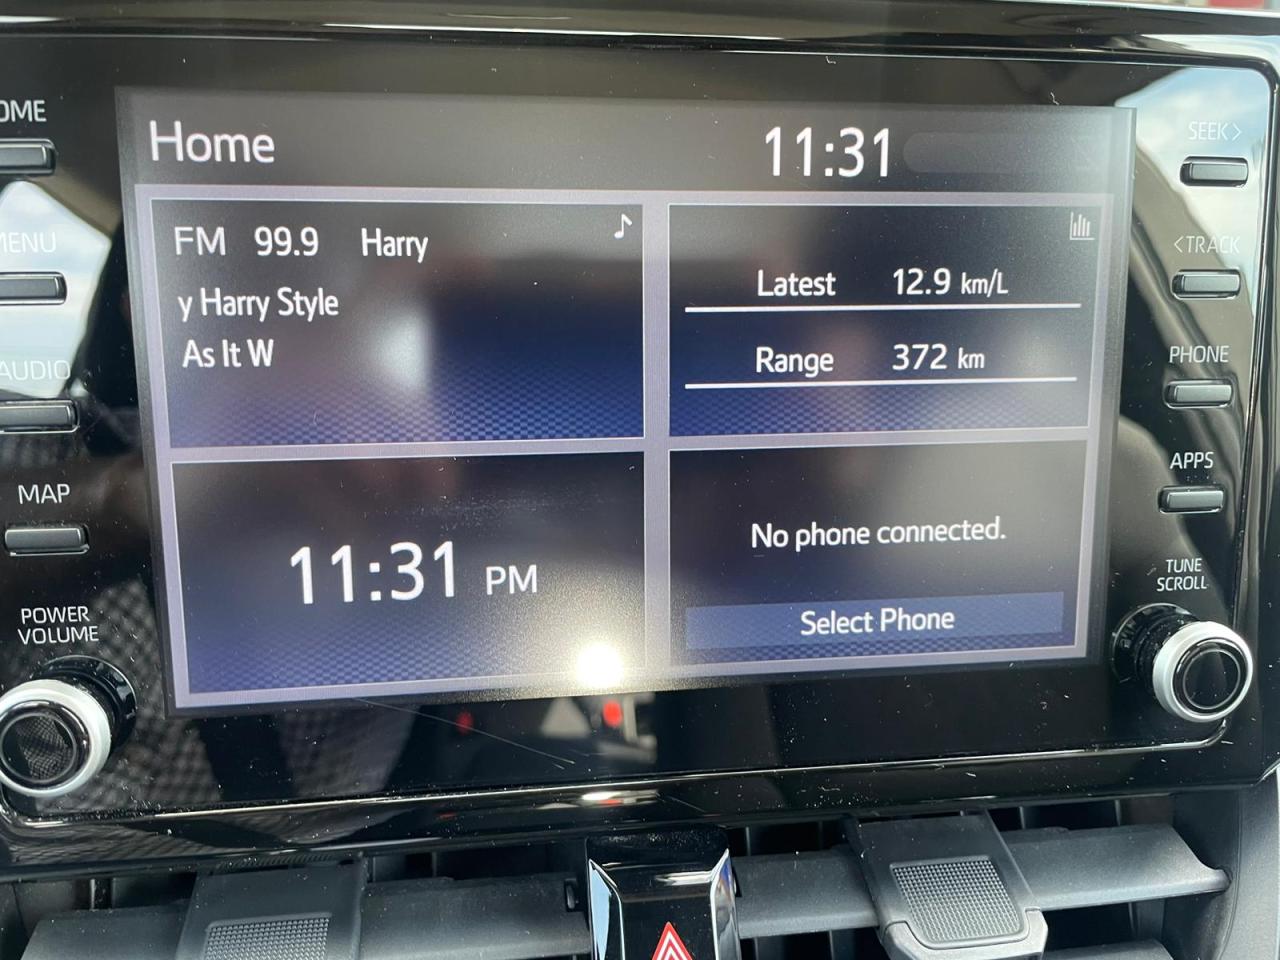 OME
Home
11:31
SEEK>
MENU
<TRACK
AUDIO
PHONE
MAP
APPS
POWER
VOLUME
TUNE
SCROLL
FM 99.9 Harry
y Harry Style
As It W
Latest 12.9 km/L
Range 372 km
11:31 PM
No phone connected.
Select Phone